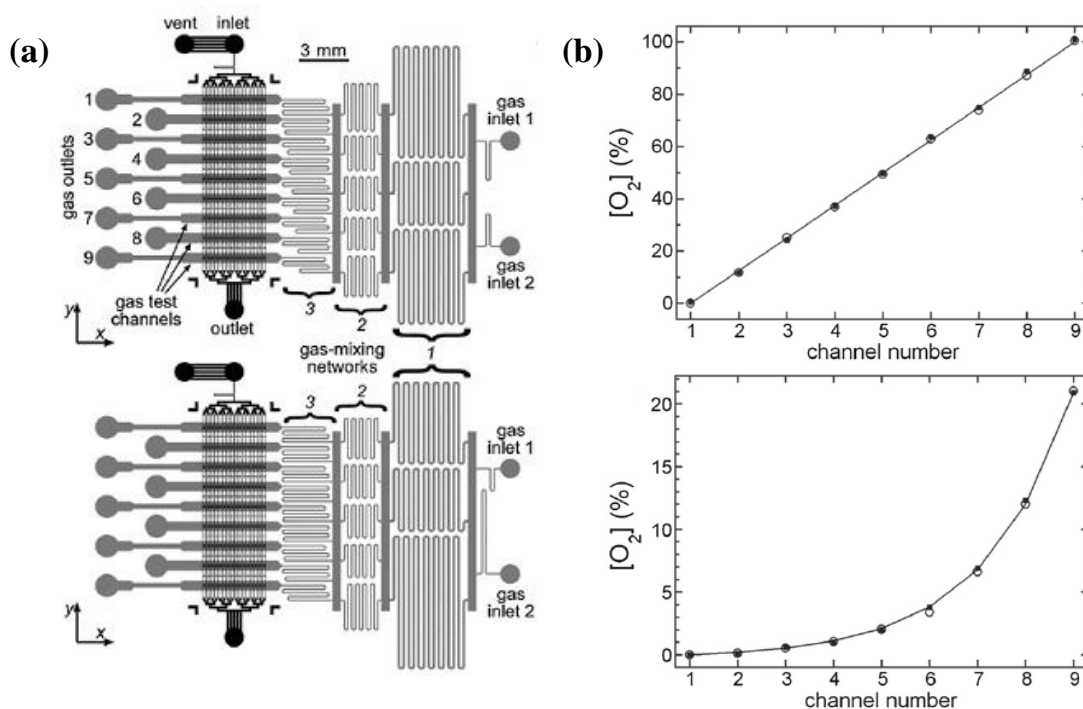 (a)
vent inlet
3 mm
1
2
3
4
5
6
7
8
9
gas outlets
gas inlet 1
gas inlet 2
gas test channels
outlet
y
x
3
2
1
gas-mixing networks
3
2
gas inlet 1
gas inlet 2
y
x
(b)
100
80
60
40
20
0
[O₂] (%)
1 2 3 4 5 6 7 8 9
channel number
20
15
10
5
0
[O₂] (%)
1 2 3 4 5 6 7 8 9
channel number